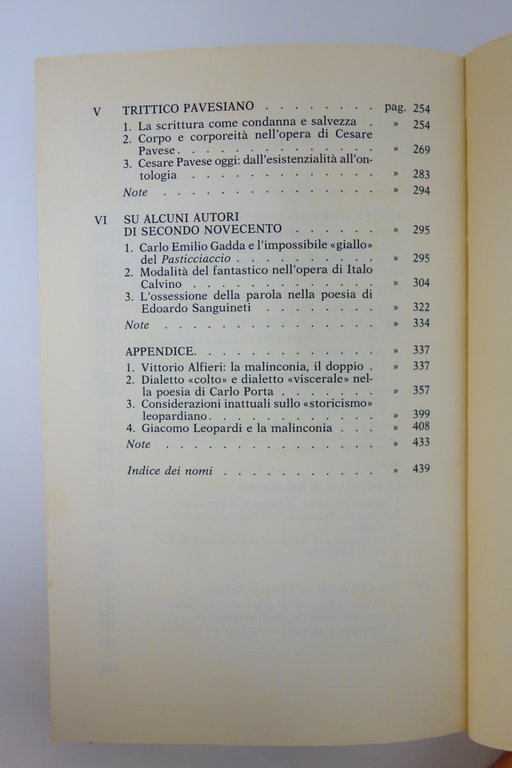 V TRITTICO PAVESIANO . . . . . . . . pag. 254
1. La scrittura come condanna e salvezza . » 254
2. Corpo e corporeità nell'opera di Cesare
Pavese . . . . . . . . . . . . . » 269
3. Cesare Pavese oggi: dall'esistenzialità all'on-
tologia . . . . . . . . . . . . . » 283
Note . . . . . . . . . . . . . . » 294
VI SU ALCUNI AUTORI
DI SECONDO NOVECENTO . . . . . . » 295
1. Carlo Emilio Gadda e l'impossibile «giallo»
del Pasticciaccio . . . . . . . . . . » 295
2. Modalità del fantastico nell'opera di Italo
Calvino . . . . . . . . . . . . . » 304
3. L'ossessione della parola nella poesia di
Edoardo Sanguineti . . . . . . . . . » 322
Note . . . . . . . . . . . . . . » 334
APPENDICE. . . . . . . . . . . . . » 337
1. Vittorio Alfieri: la malinconia, il doppio . » 337
2. Dialetto «colto» e dialetto «viscerale» nel-
la poesia di Carlo Porta . . . . . . . » 357
3. Considerazioni inattuali sullo «storicismo»
leopardiano . . . . . . . . . . . . » 399
4. Giacomo Leopardi e la malinconia . . . » 408
Note . . . . . . . . . . . . . . » 433
Indice dei nomi . . . . . . . . . . . » 439